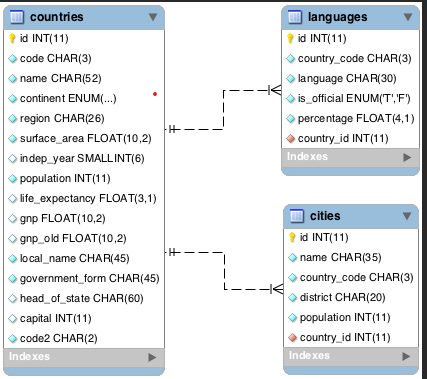 countries
id INT(11)
code CHAR(3)
name CHAR(52)
continent ENUM(...)
region CHAR(26)
surface_area FLOAT(10,2)
indep_year SMALLINT(6)
population INT(11)
life_expectancy FLOAT(3,1)
gnp FLOAT(10,2)
gnp_old FLOAT(10,2)
local_name CHAR(45)
government_form CHAR(45)
head_of_state CHAR(60)
capital INT(11)
code2 CHAR(2)
Indexes
languages
id INT(11)
country_code CHAR(3)
language CHAR(30)
is_official ENUM('T','F')
percentage FLOAT(4,1)
country_id INT(11)
Indexes
cities
id INT(11)
name CHAR(35)
country_code CHAR(3)
district CHAR(20)
population INT(11)
country_id INT(11)
Indexes